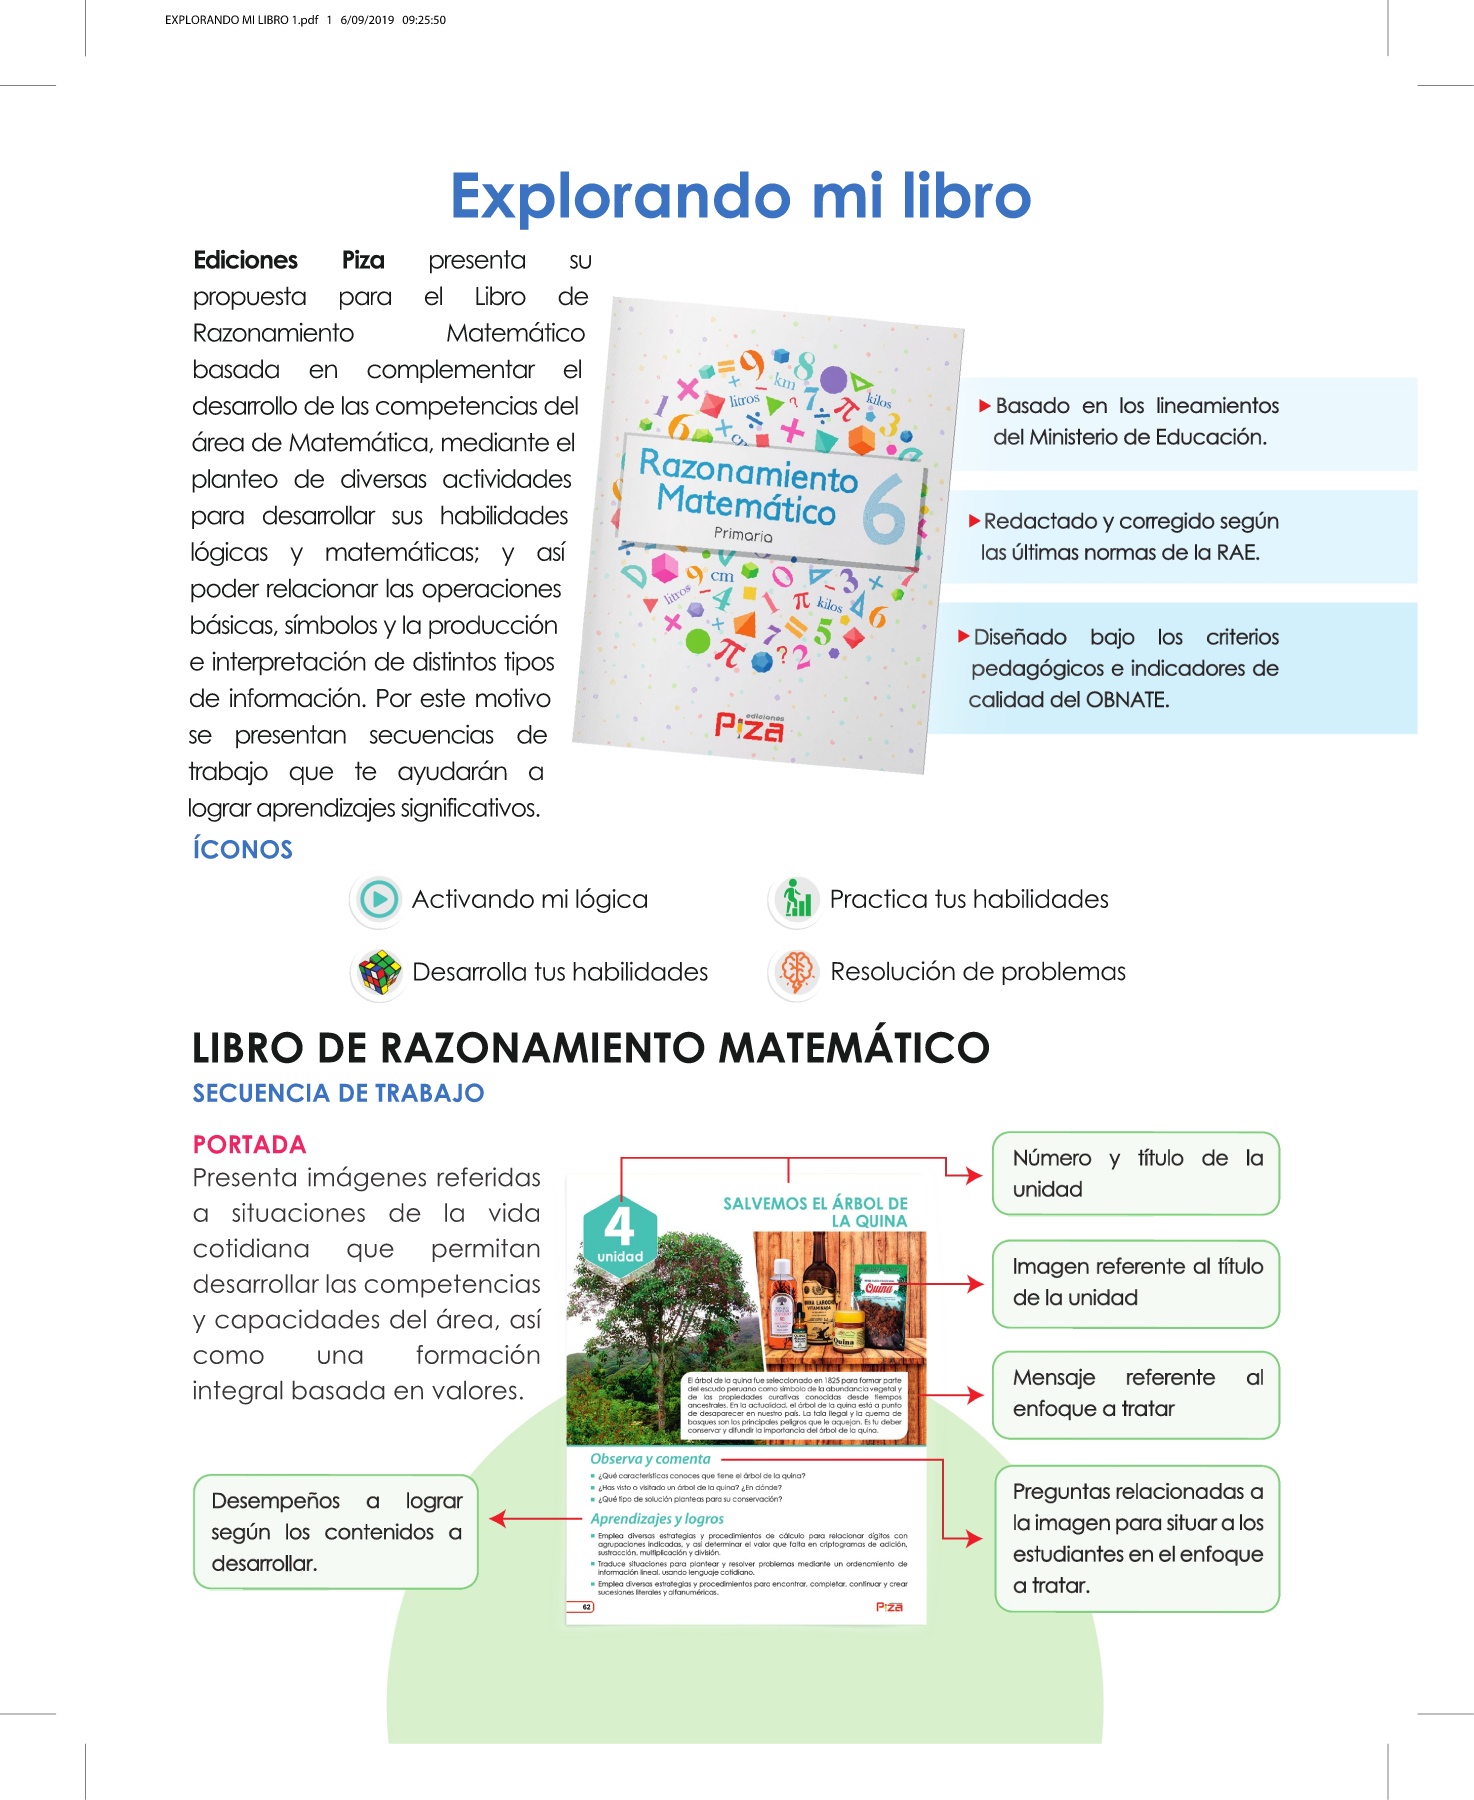 EXPLORANDO MI LIBRO 1.pdf 1 6/09/2019 09:25:50
Explorando mi libro
Ediciones Piza presenta su
propuesta para el Libro de
Razonamiento Matemático
basada en complementar el
desarrollo de las competencias del
área de Matemática, mediante el
planteo de diversas actividades
para desarrollar sus habilidades
lógicas y matemáticas; y así
poder relacionar las operaciones
básicas, símbolos y la producción
e interpretación de distintos tipos
de información. Por este motivo
se presentan secuencias de
trabajo que te ayudarán a
lograr aprendizajes significativos.
Razonamiento
Matemático 6
Primaria
ediciones
Piza
Basado en los lineamientos
del Ministerio de Educación.
Redactado y corregido según
las últimas normas de la RAE.
Diseñado bajo los criterios
pedagógicos e indicadores de
calidad del OBNATE.
ÍCONOS
Activando mi lógica
Practica tus habilidades
Desarrolla tus habilidades
Resolución de problemas
LIBRO DE RAZONAMIENTO MATEMÁTICO
SECUENCIA DE TRABAJO
PORTADA
Presenta imágenes referidas
a situaciones de la vida
cotidiana que permitan
desarrollar las competencias
y capacidades del área, así
como una formación
integral basada en valores.
4
unidad
SALVEMOS EL ÁRBOL DE
LA QUINA
Quina
Quina
El árbol de la quina fue seleccionado en 1825 para formar parte
del escudo peruano como símbolo de la abundancia vegetal y
de las propiedades curativas conocidas desde tiempos
ancestrales. En la actualidad, el árbol de la quina está a punto
de desaparecer en nuestro país. La tala ilegal y la quema de
bosques son los principales peligros que le aquejan. Es tu deber
conservar y difundir la importancia del árbol de la quina.
Observa y comenta
¿Qué características conoces que tiene el árbol de la quina?
¿Has visto o visitado un árbol de la quina? ¿En dónde?
¿Qué tipo de solución planteas para su conservación?
Aprendizajes y logros
Emplea diversas estrategias y procedimientos de cálculo para relacionar dígitos con
agrupaciones indicadas, y así determinar el valor que falta en criptogramas de adición,
sustracción, multiplicación y división.
Traduce situaciones para plantear y resolver problemas mediante un ordenamiento de
información lineal, usando lenguaje cotidiano.
Emplea diversas estrategias y procedimientos para encontrar, completar, continuar y crear
sucesiones literales y alfanuméricas.
62
Piza
Número y título de la
unidad
Imagen referente al título
de la unidad
Mensaje referente al
enfoque a tratar
Preguntas relacionadas a
la imagen para situar a los
estudiantes en el enfoque
a tratar.
Desempeños a lograr
según los contenidos a
desarrollar.